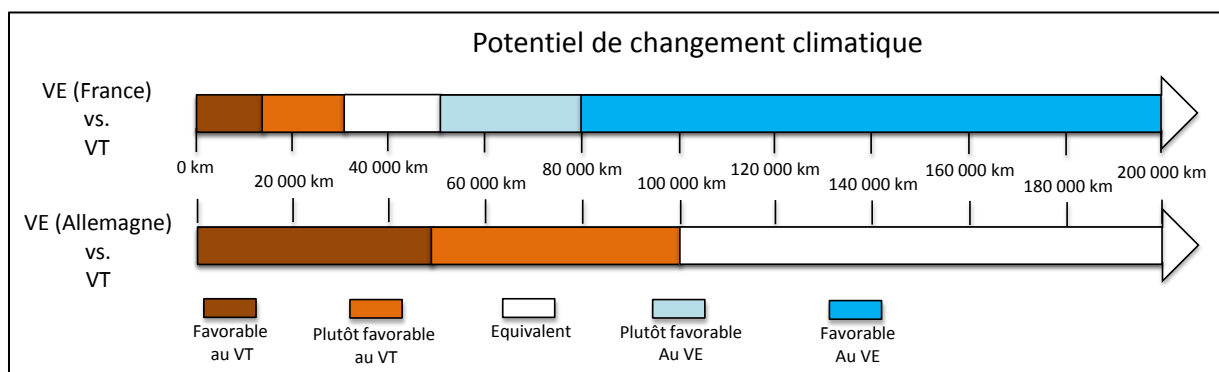 Potentiel de changement climatique
VE (France)
vs.
VT
0 km
20 000 km
40 000 km
60 000 km
80 000 km
100 000 km
120 000 km
140 000 km
160 000 km
180 000 km
200 000 km
VE (Allemagne)
vs.
VT
Favorable
au VT
Plutôt favorable
au VT
Equivalent
Plutôt favorable
Au VE
Favorable
Au VE